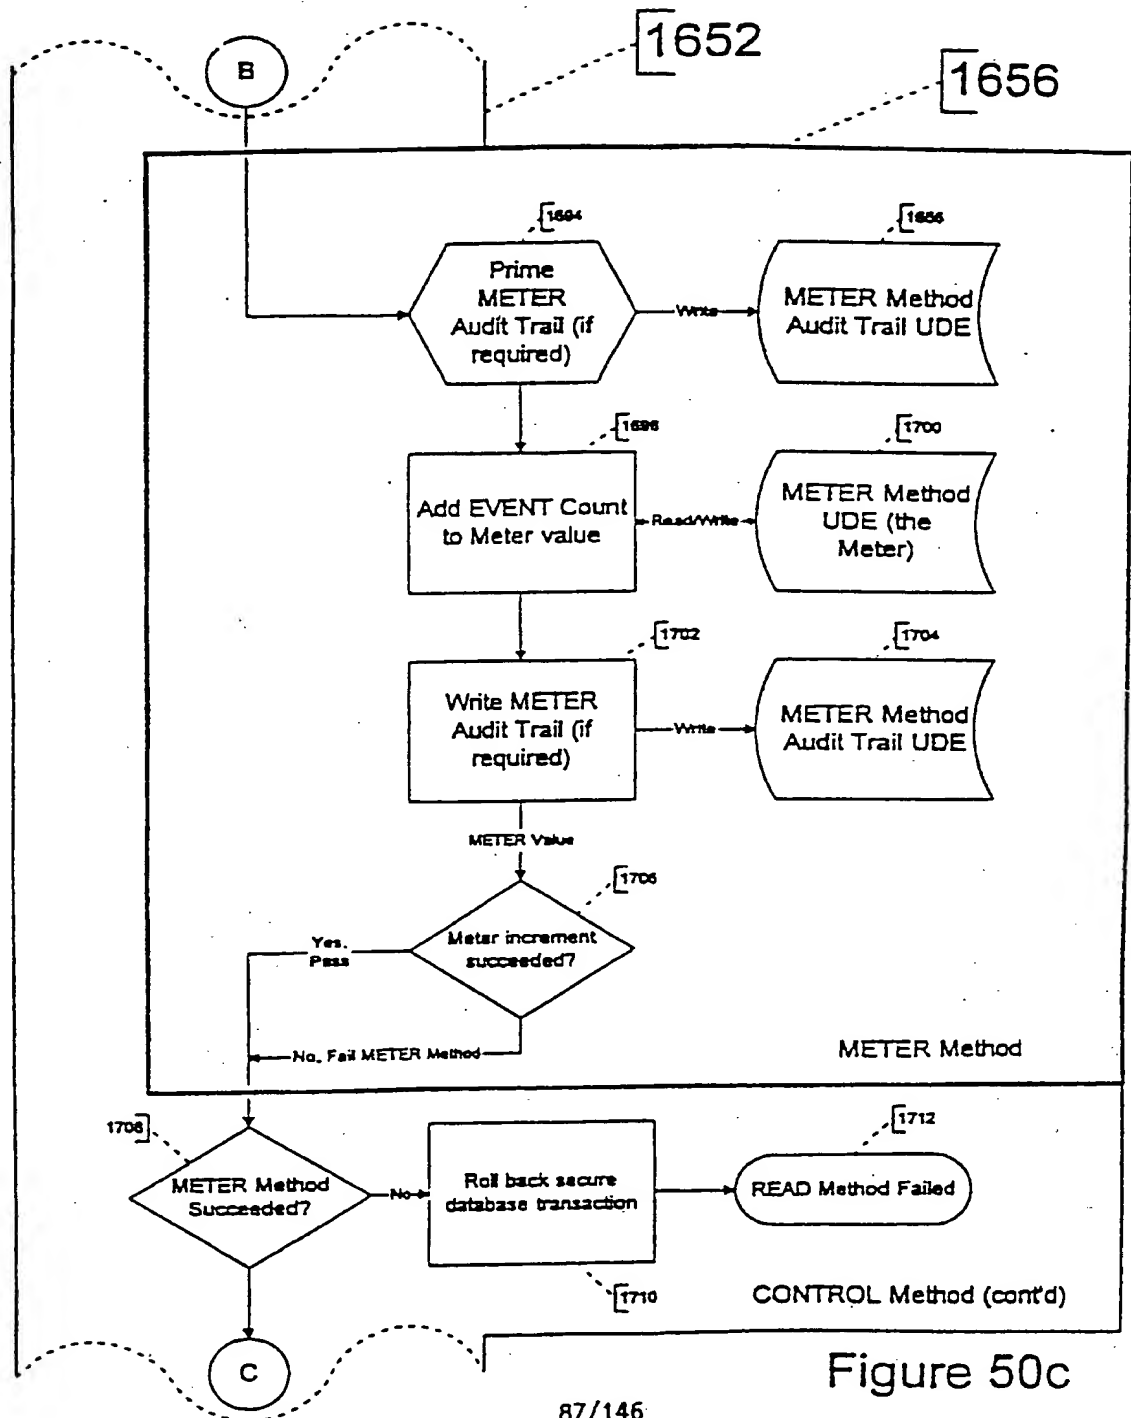 1652
1656
B
1694
Prime
METER
Audit Trail (if
required)
Write
METER Method
Audit Trail UDE
1700
Add EVENT Count
to Meter value
Read/Write
METER Method
UDE (the
Meter)
1702
1704
Write METER
Audit Trail (if
required)
Write
METER Method
Audit Trail UDE
METER Value
Meter increment
succeeded?
Yes,
Pass
No, Fail METER Method
METER Method
METER Method
Succeeded?
No
Roll back secure
database transaction
1712
READ Method Failed
1710
CONTROL Method (cont'd)
C
Figure 50c
87/146